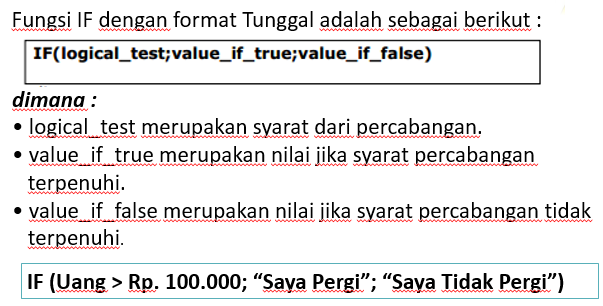 Fungsi IF dengan format Tunggal adalah sebagai berikut :
IF(logical_test;value_if_true;value_if_false)
dimana :
• logical_test merupakan syarat dari percabangan.
• value_if_true merupakan nilai jika syarat percabangan
terpenuhi.
• value_if_false merupakan nilai jika syarat percabangan tidak
terpenuhi.
IF (Uang > Rp. 100.000; “Saya Pergi”; “Saya Tidak Pergi”)